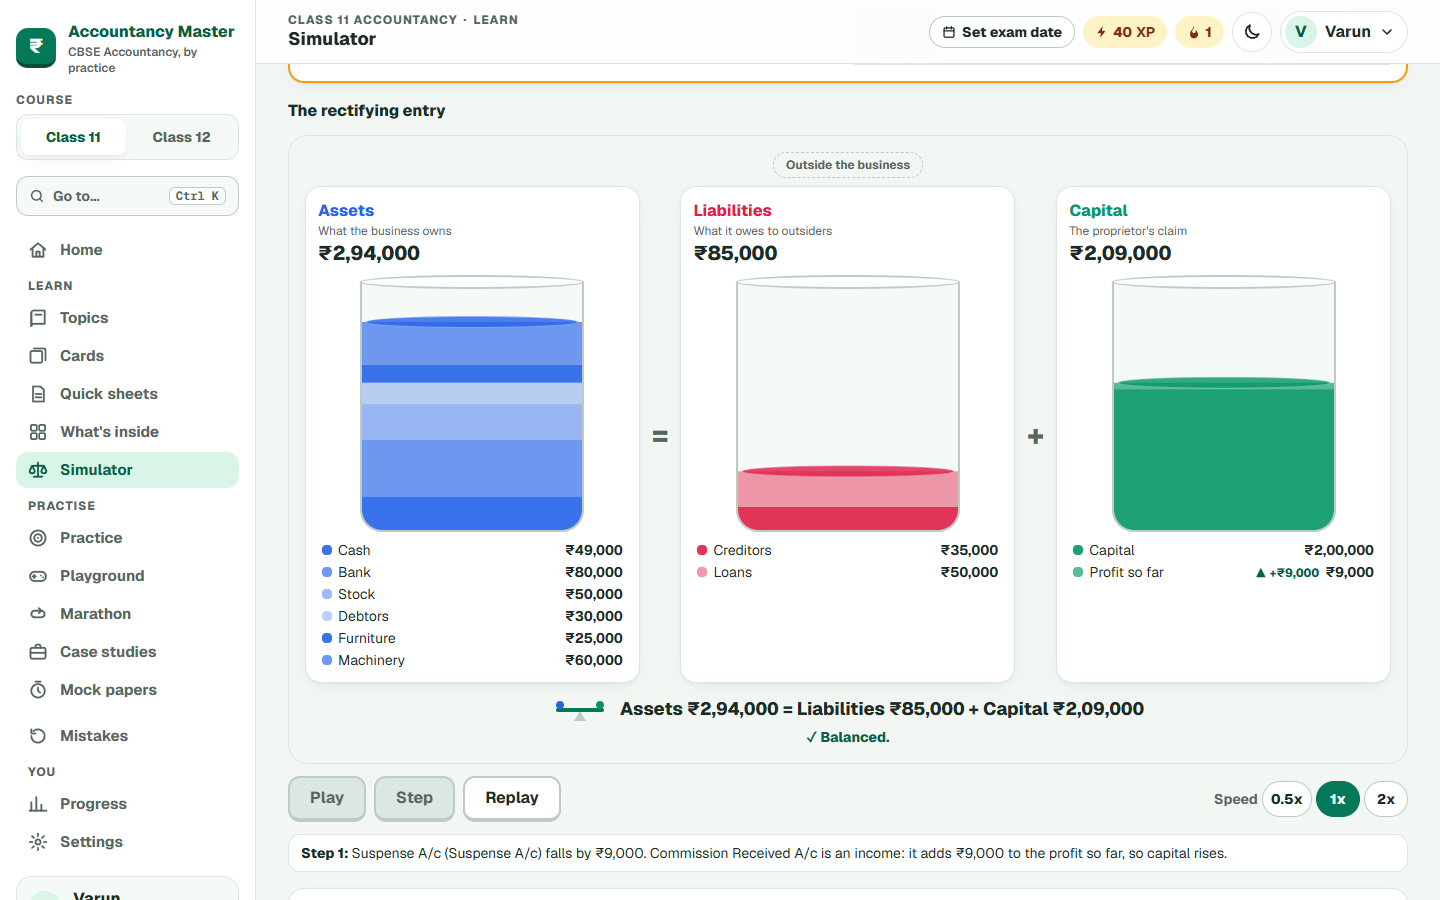 Accountancy Master
CBSE Accountancy, by
practice
COURSE
Class 11
Class 12
Go to...
Ctrl K
Home
LEARN
Topics
Cards
Quick sheets
What's inside
Simulator
PRACTISE
Practice
Playground
Marathon
Case studies
Mock papers
Mistakes
YOU
Progress
Settings
Varun
CLASS 11 ACCOUNTANCY · LEARN
Simulator
Set exam date
40 XP
1
V
Varun
The rectifying entry
Outside the business
Assets
What the business owns
₹2,94,000
Cash ₹49,000
Bank ₹80,000
Stock ₹50,000
Debtors ₹30,000
Furniture ₹25,000
Machinery ₹60,000
=
Liabilities
What it owes to outsiders
₹85,000
Creditors ₹35,000
Loans ₹50,000
+
Capital
The proprietor's claim
₹2,09,000
Capital ₹2,00,000
Profit so far ▲ +₹9,000 ₹9,000
Assets ₹2,94,000 = Liabilities ₹85,000 + Capital ₹2,09,000
✓ Balanced.
Play
Step
Replay
Speed
0.5x
1x
2x
Step 1: Suspense A/c (Suspense A/c) falls by ₹9,000. Commission Received A/c is an income: it adds ₹9,000 to the profit so far, so capital rises.